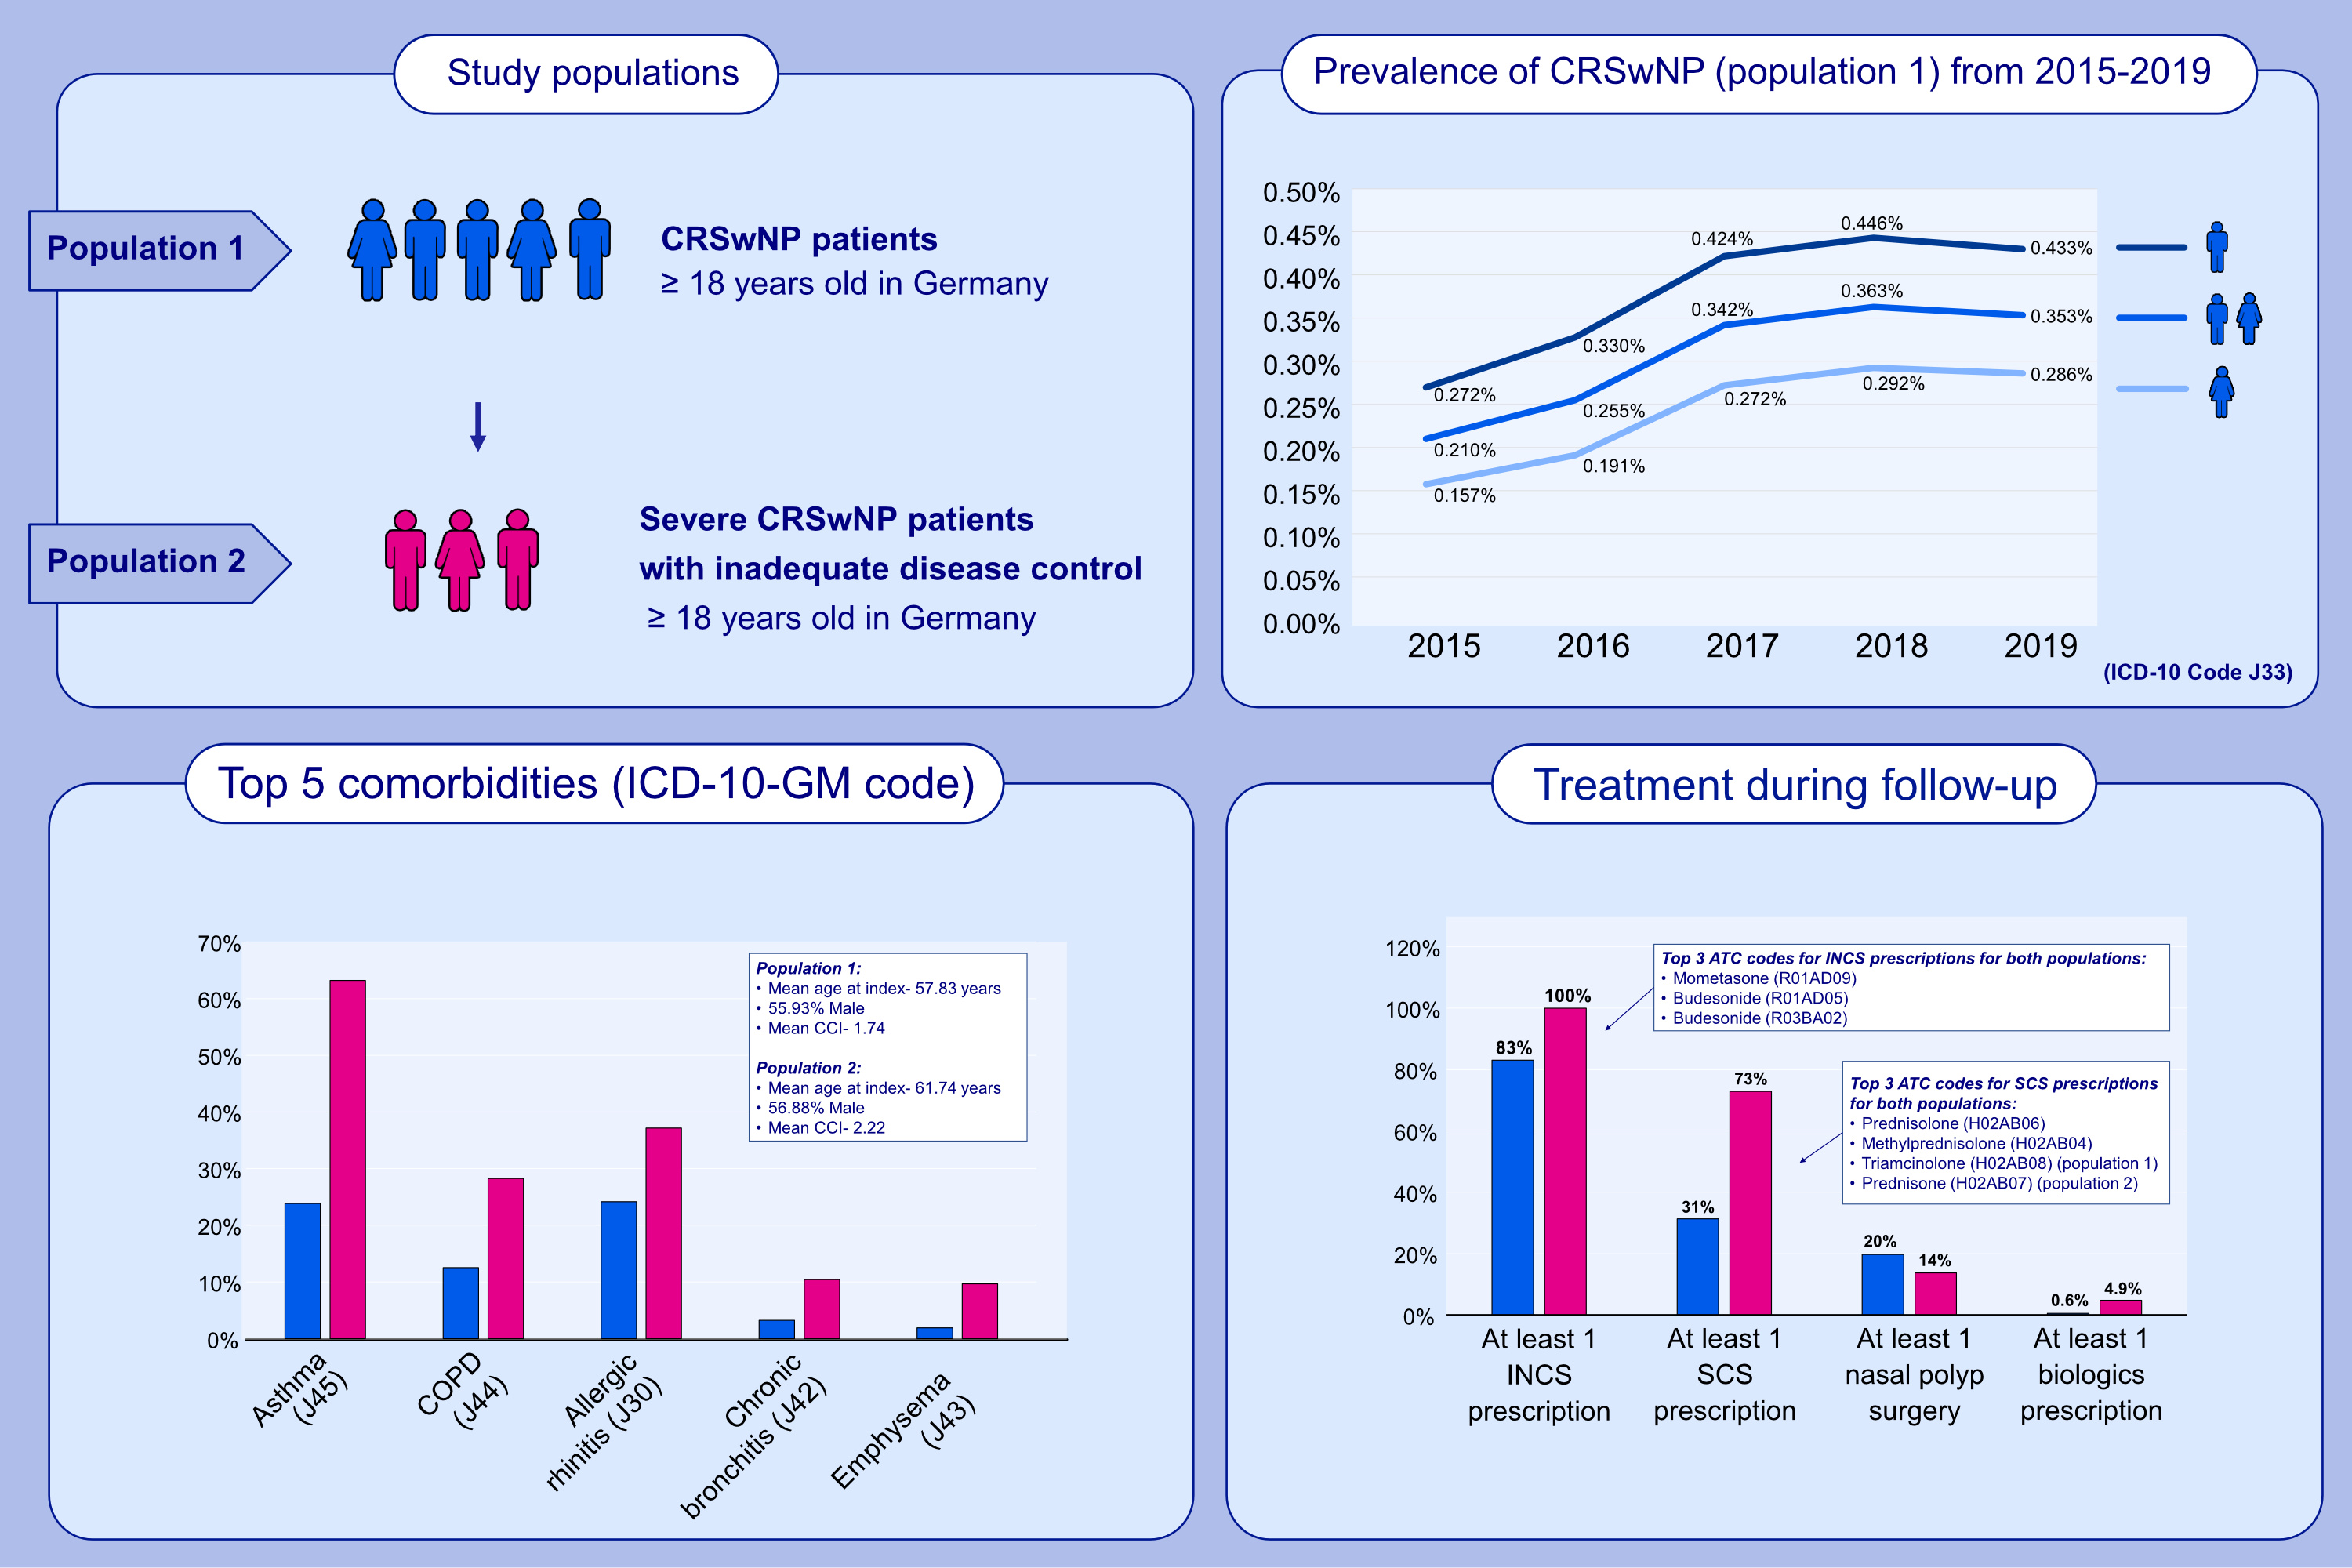 Study populations
Population 1
CRSwNP patients
≥ 18 years old in Germany
Population 2
Severe CRSwNP patients
with inadequate disease control
≥ 18 years old in Germany
Prevalence of CRSwNP (population 1) from 2015-2019
0.50%
0.45%
0.40%
0.35%
0.30%
0.25%
0.20%
0.15%
0.10%
0.05%
0.00%
0.272%
0.330%
0.424%
0.446%
0.433%
0.210%
0.255%
0.342%
0.363%
0.353%
0.157%
0.191%
0.272%
0.292%
0.286%
2015
2016
2017
2018
2019
(ICD-10 Code J33)
Top 5 comorbidities (ICD-10-GM code)
70%
60%
50%
40%
30%
20%
10%
0%
Population 1:
• Mean age at index- 57.83 years
• 55.93% Male
• Mean CCI- 1.74
Population 2:
• Mean age at index- 61.74 years
• 56.88% Male
• Mean CCI- 2.22
Asthma
(J45)
COPD
(J44)
Allergic
rhinitis (J30)
Chronic
bronchitis (J42)
Emphysema
(J43)
Treatment during follow-up
120%
100%
80%
60%
40%
20%
0%
83%
100%
31%
73%
20%
14%
0.6%
4.9%
Top 3 ATC codes for INCS prescriptions for both populations:
• Mometasone (R01AD09)
• Budesonide (R01AD05)
• Budesonide (R03BA02)
Top 3 ATC codes for SCS prescriptions
for both populations:
• Prednisolone (H02AB06)
• Methylprednisolone (H02AB04)
• Triamcinolone (H02AB08) (population 1)
• Prednisone (H02AB07) (population 2)
At least 1
INCS
prescription
At least 1
SCS
prescription
At least 1
nasal polyp
surgery
At least 1
biologics
prescription